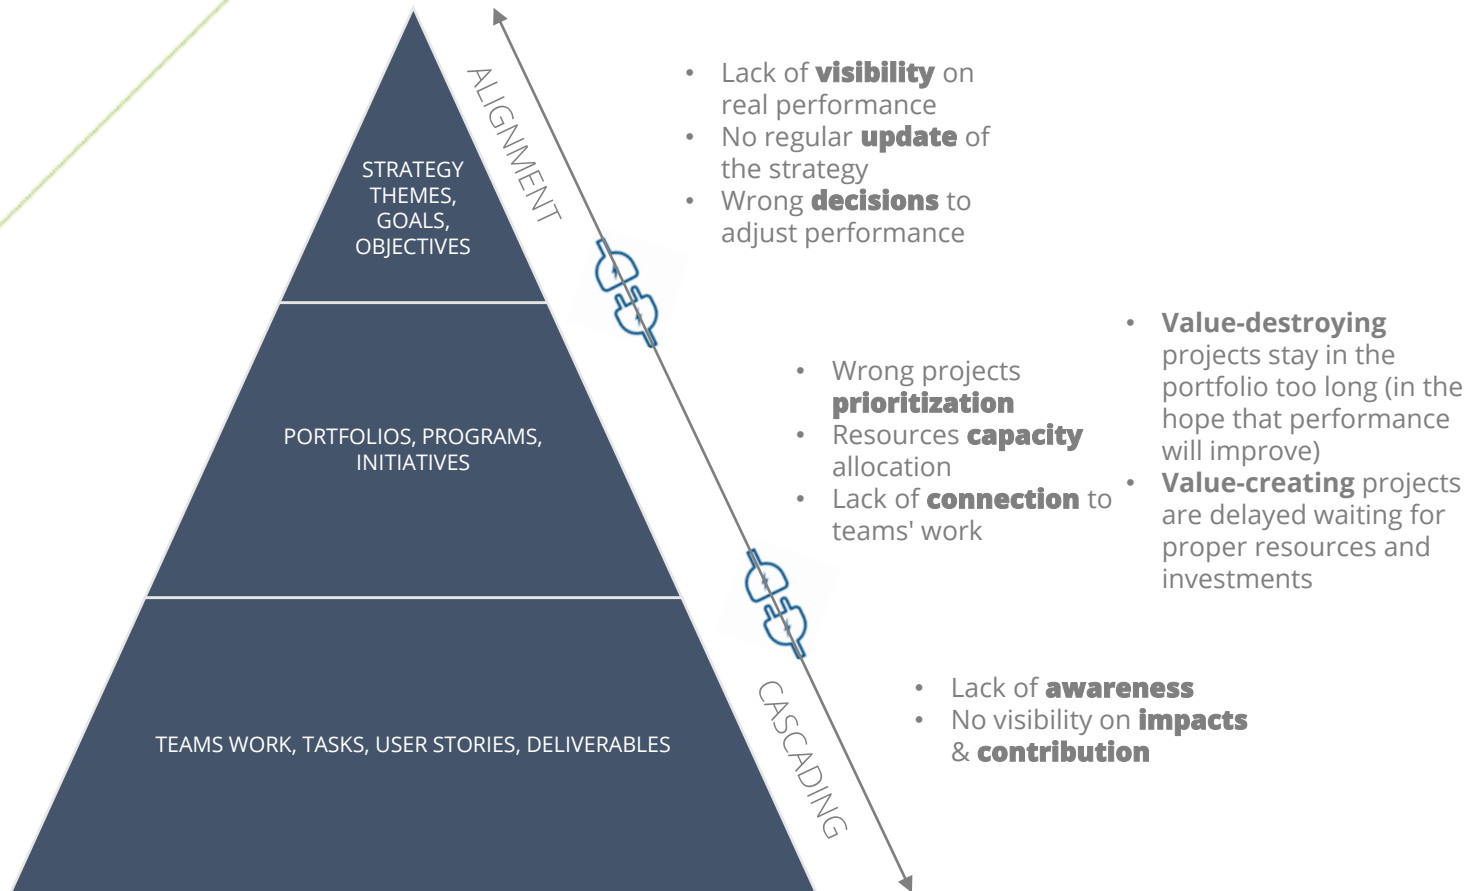 STRATEGY
THEMES,
GOALS,
OBJECTIVES
PORTFOLIOS, PROGRAMS,
INITIATIVES
TEAMS WORK, TASKS, USER STORIES, DELIVERABLES
ALIGNMENT
CASCADING
• Lack of visibility on
real performance
• No regular update of
the strategy
• Wrong decisions to
adjust performance
• Wrong projects
prioritization
• Resources capacity
allocation
• Lack of connection to
teams' work
• Value-destroying
projects stay in the
portfolio too long (in the
hope that performance
will improve)
• Value-creating projects
are delayed waiting for
proper resources and
investments
• Lack of awareness
• No visibility on impacts
& contribution